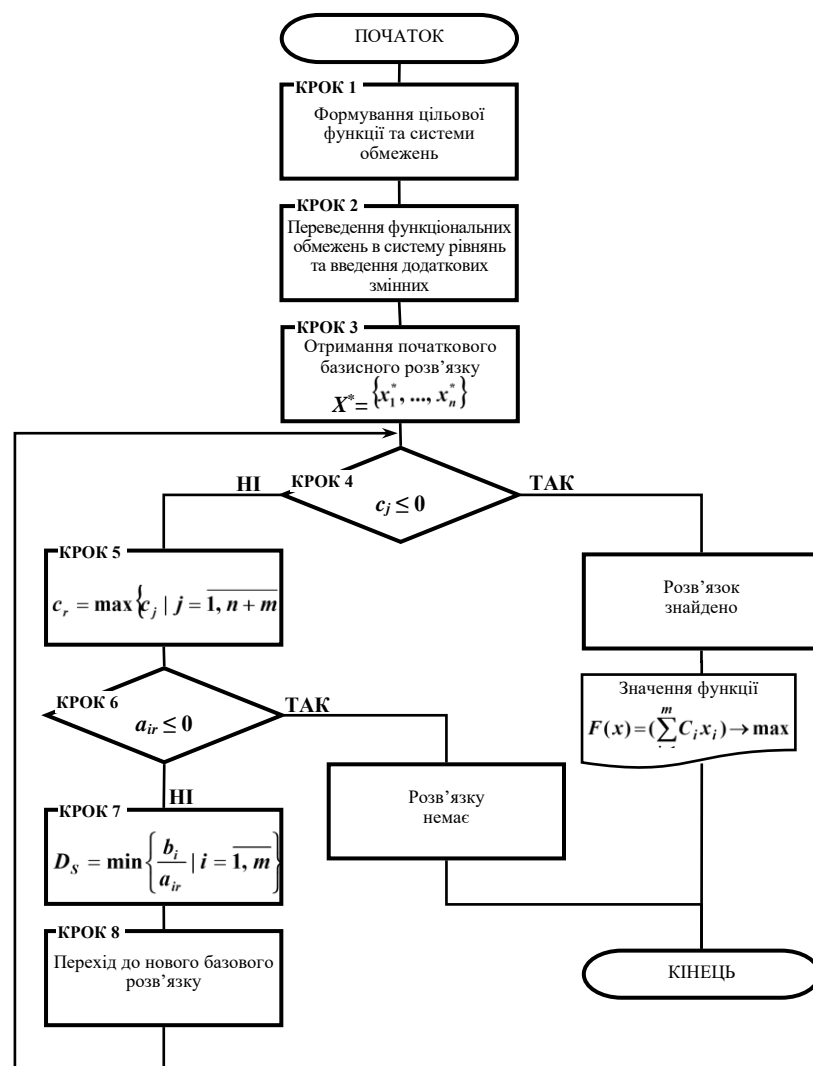 ПОЧАТОК
КРОК 1
Формування цільової
функції та системи
обмежень
КРОК 2
Переведення функціональних
обмежень в систему рівнянь
та введення додаткових
змінних
КРОК 3
Отримання початкового
базисного розв’язку
X*= {x₁*, ..., xₙ*}
КРОК 4
НІ
ТАК
cⱼ ≤ 0
КРОК 5
cᵣ = max{cⱼ | j = 1, n + m
Розв’язок
знайдено
КРОК 6
ТАК
aᵢᵣ ≤ 0
НІ
Значення функції
m
F(x) = (∑ Cᵢ xᵢ) → max
Розв’язку
немає
КРОК 7
D_S = min{bᵢ / aᵢᵣ | i = 1, m}
КРОК 8
Перехід до нового базового
розв’язку
КІНЕЦЬ